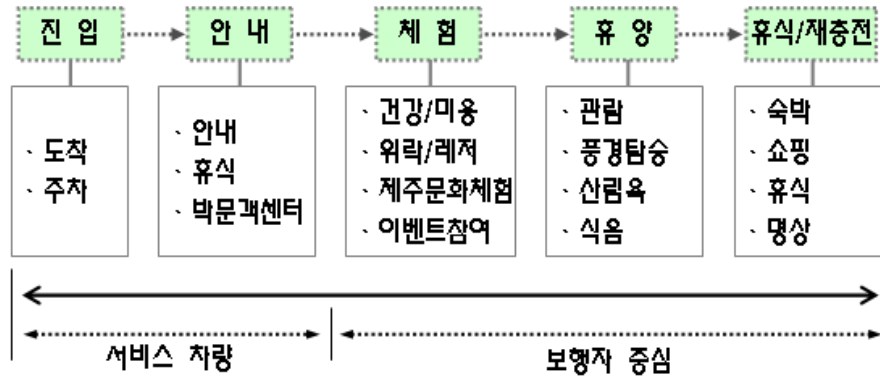 진 입
안 내
체 험
휴 양
휴식/재충전
· 도착
· 주차
· 안내
· 휴식
· 박문객센터
· 건강/미용
· 위락/레저
· 제주문화체험
· 이벤트참여
· 관람
· 풍경탐승
· 산림욕
· 식음
· 숙박
· 쇼핑
· 휴식
· 명상
서비스 차량
보행자 중심